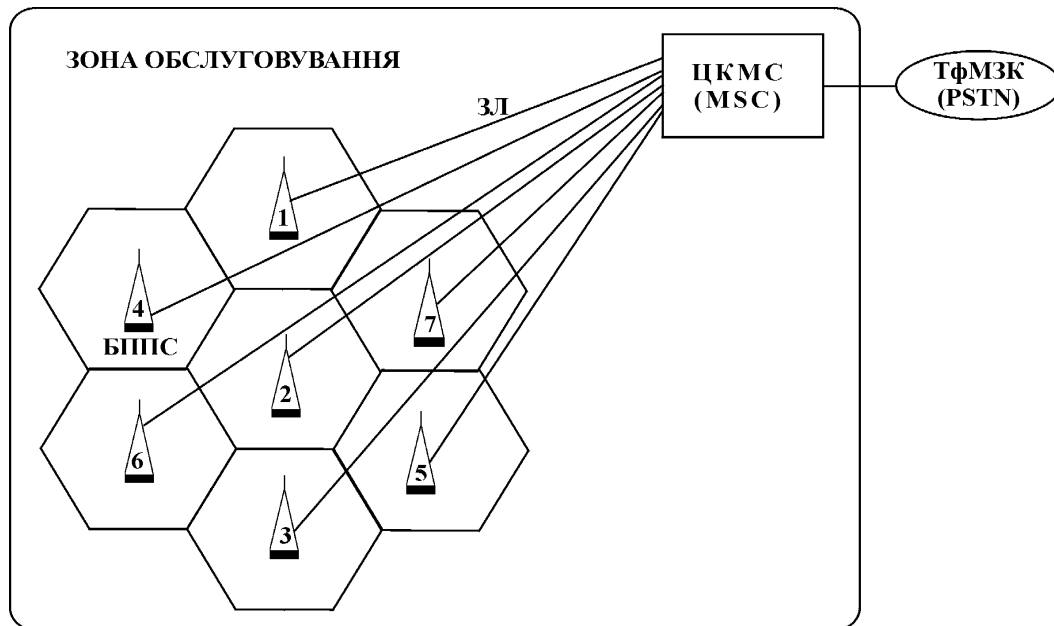 ЗОНА ОБСЛУГОВУВАННЯ
ЦКМС
(MSC)
ТфМЗК
(PSTN)
ЗЛ
1
4
7
БППС
2
6
5
3